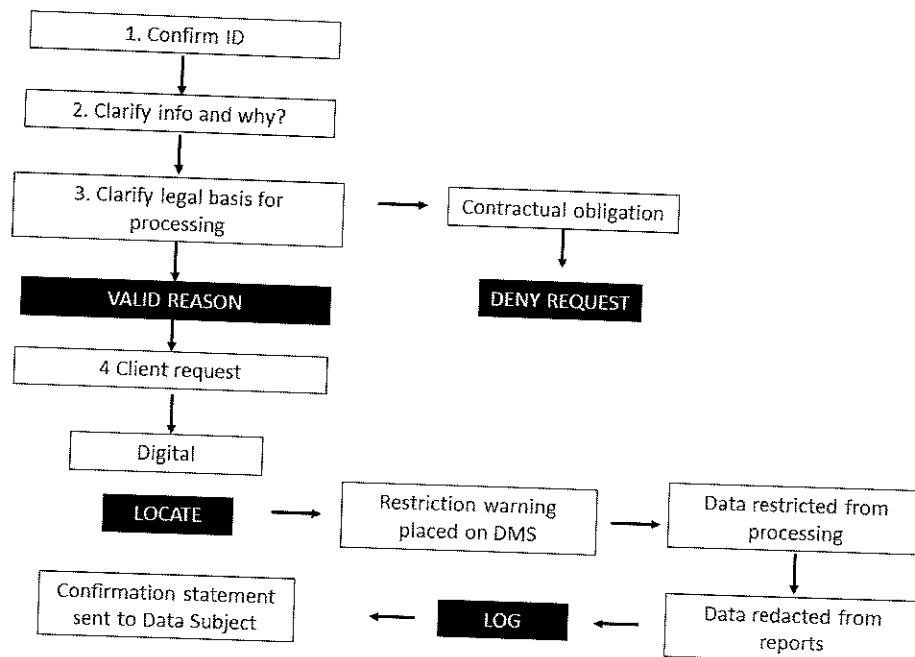 1. Confirm ID
2. Clarify info and why?
3. Clarify legal basis for
processing
Contractual obligation
VALID REASON
DENY REQUEST
4 Client request
Digital
LOCATE
Restriction warning
placed on DMS
Data restricted from
processing
Data redacted from
reports
LOG
Confirmation statement
sent to Data Subject